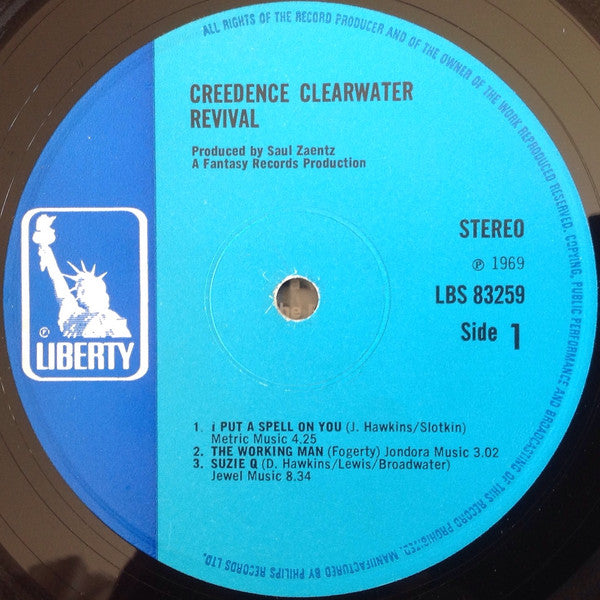 ALL RIGHTS OF THE RECORD PRODUCER AND OF THE OWNER OF THE WORK REPRODUCED RESERVED. COPYING, PUBLIC PERFORMANCE AND BROADCASTING OF THIS RECORD PROHIBITED. MANUFACTURED BY PHILIPS RECORDS LTD.
CREEDENCE CLEARWATER
REVIVAL
Produced by Saul Zaentz
A Fantasy Records Production
STEREO
℗ 1969
LBS 83259
Side 1
℗
LIBERTY
the
1. i PUT A SPELL ON YOU (J. Hawkins/Slotkin)
Metric Music 4.25
2. THE WORKING MAN (Fogerty) Jondora Music 3.02
3. SUZIE Q (D. Hawkins/Lewis/Broadwater)
Jewel Music 8.34